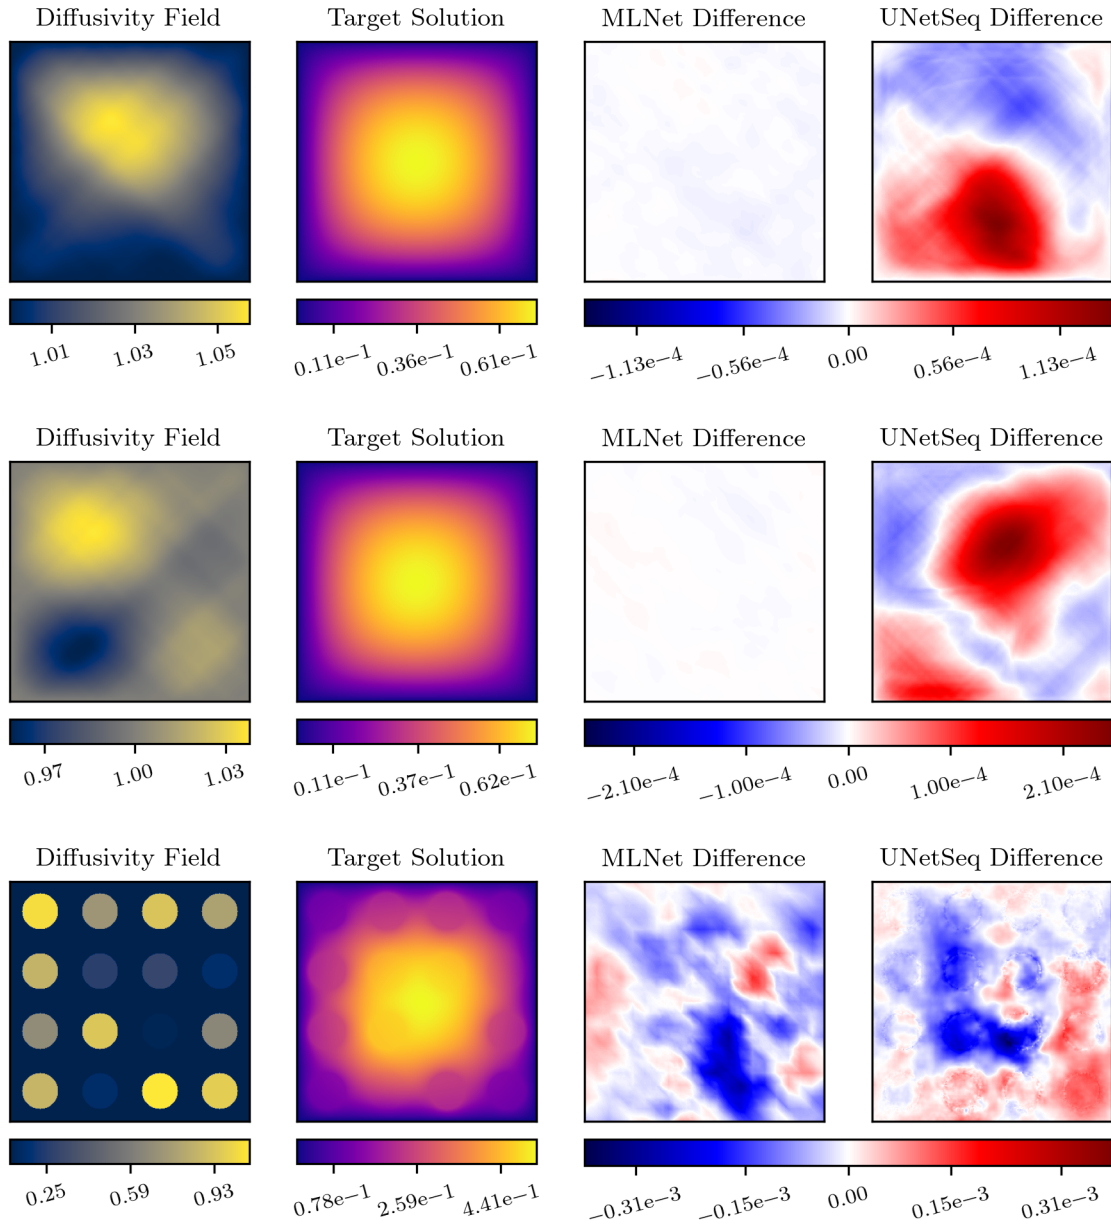 Diffusivity Field Target Solution MLNet Difference UNetSeq Difference
1.01 1.03 1.05 0.11e−1 0.36e−1 0.61e−1 −1.13e−4 −0.56e−4 0.00 0.56e−4 1.13e−4
Diffusivity Field Target Solution MLNet Difference UNetSeq Difference
0.97 1.00 1.03 0.11e−1 0.37e−1 0.62e−1 −2.10e−4 −1.00e−4 0.00 1.00e−4 2.10e−4
Diffusivity Field Target Solution MLNet Difference UNetSeq Difference
0.25 0.59 0.93 0.78e−1 2.59e−1 4.41e−1 −0.31e−3 −0.15e−3 0.00 0.15e−3 0.31e−3